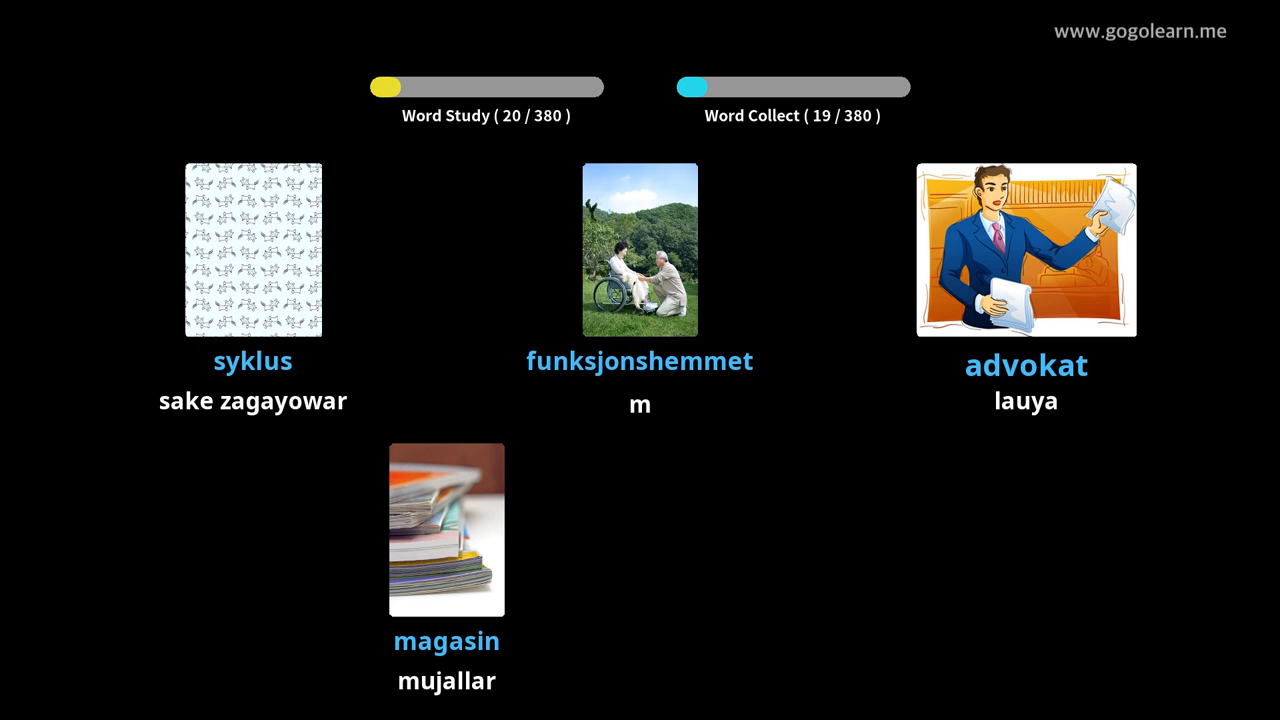 www.gogolearn.me
Word Study ( 20 / 380 )
Word Collect ( 19 / 380 )
syklus
sake zagayowar
funksjonshemmet
m
advokat
lauya
magasin
mujallar